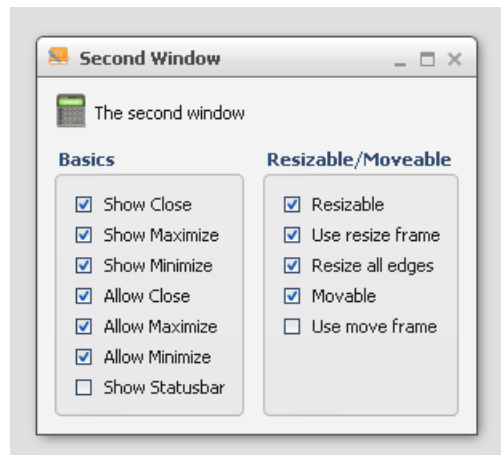 Second Window
The second window
Basics
Show Close
Show Maximize
Show Minimize
Allow Close
Allow Maximize
Allow Minimize
Show Statusbar
Resizable/Moveable
Resizable
Use resize frame
Resize all edges
Movable
Use move frame